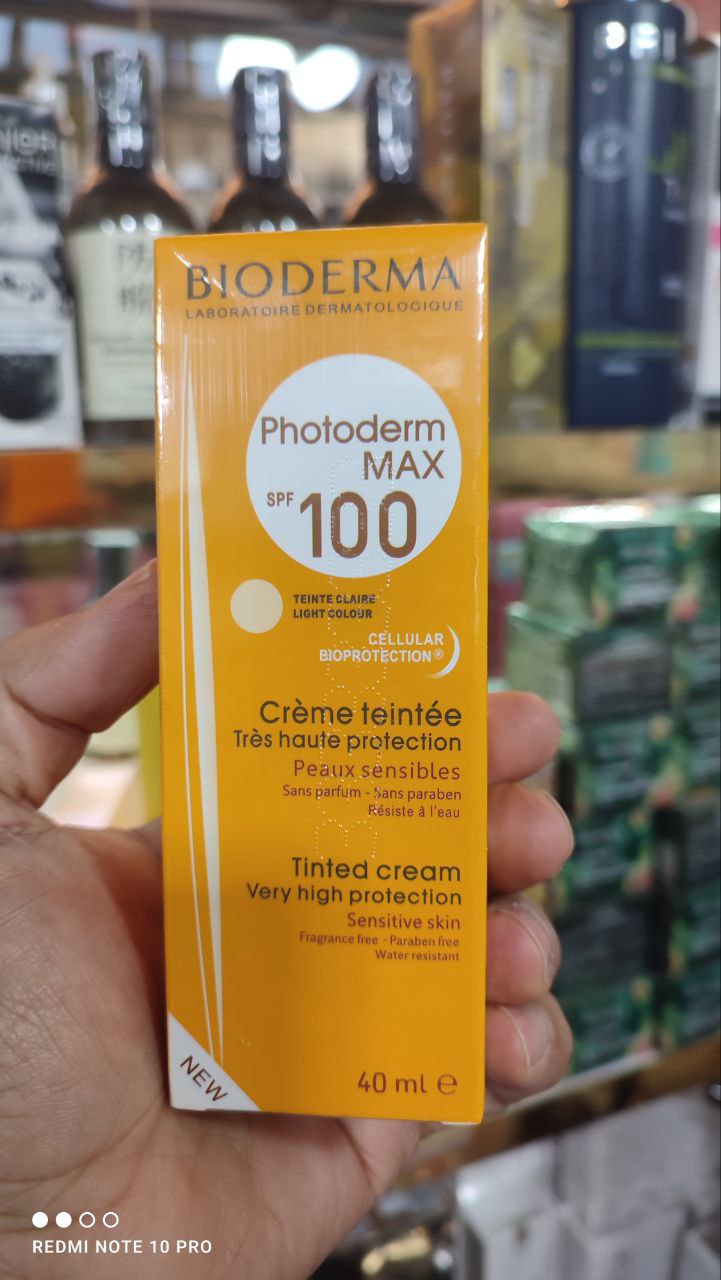 BIODERMA
LABORATOIRE DERMATOLOGIQUE
Photoderm
MAX
SPF 100
TEINTE CLAIRE
LIGHT COLOUR
CELLULAR
BIOPROTECTION®
Crème teintée
Très haute protection
Peaux sensibles
Sans parfum - Sans paraben
Résiste à l'eau
Tinted cream
Very high protection
Sensitive skin
Fragrance free - Paraben free
Water resistant
NEW
40 ml ℮
REDMI NOTE 10 PRO